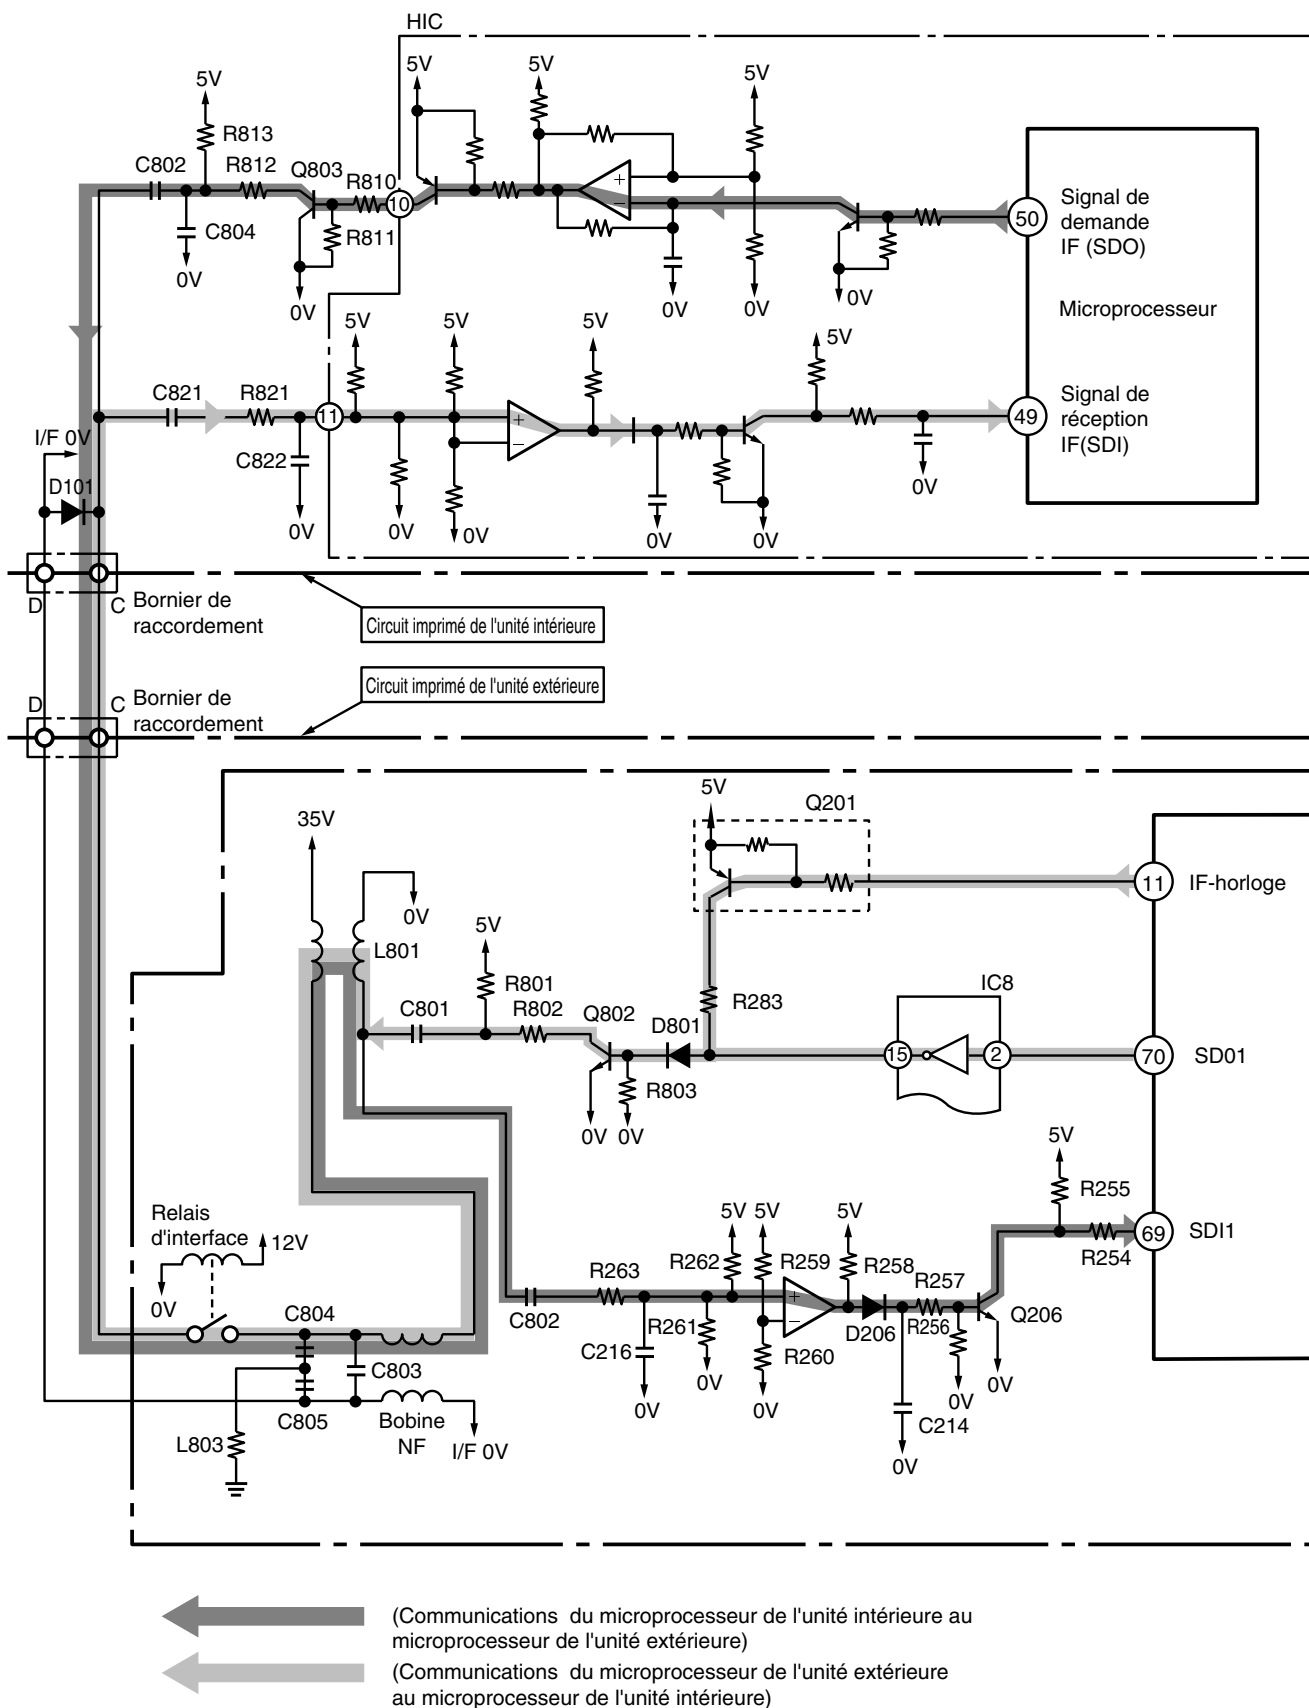 HIC
5V
5V
5V
5V
R813
C802
R812
Q803
R810
10
R811
C804
0V
0V
0V
0V
0V
50
Signal de
demande
IF (SDO)
Microprocesseur
5V
5V
5V
5V
C821
R821
11
+
−
+
−
49
Signal de
réception
IF(SDI)
I/F 0V
C822
D101
0V
0V
0V
0V
0V
0V
D
C
Bornier de
raccordement
Circuit imprimé de l'unité intérieure
Circuit imprimé de l'unité extérieure
D
C
Bornier de
raccordement
35V
5V
Q201
11
IF-horloge
0V
L801
5V
R801
C801
R802
Q802
D801
R283
IC8
15
2
70
SD01
R803
0V
0V
5V
R255
R254
69
SDI1
Relais
d'interface
12V
0V
5V
5V
5V
R262
R259
R258
R263
R257
C802
R261
+
−
D206
R256
Q206
C216
R260
C804
C803
0V
0V
0V
0V
0V
C214
0V
C805
Bobine
NF
L803
I/F 0V
(Communications du microprocesseur de l'unité intérieure au
microprocesseur de l'unité extérieure)
(Communications du microprocesseur de l'unité extérieure
au microprocesseur de l'unité intérieure)